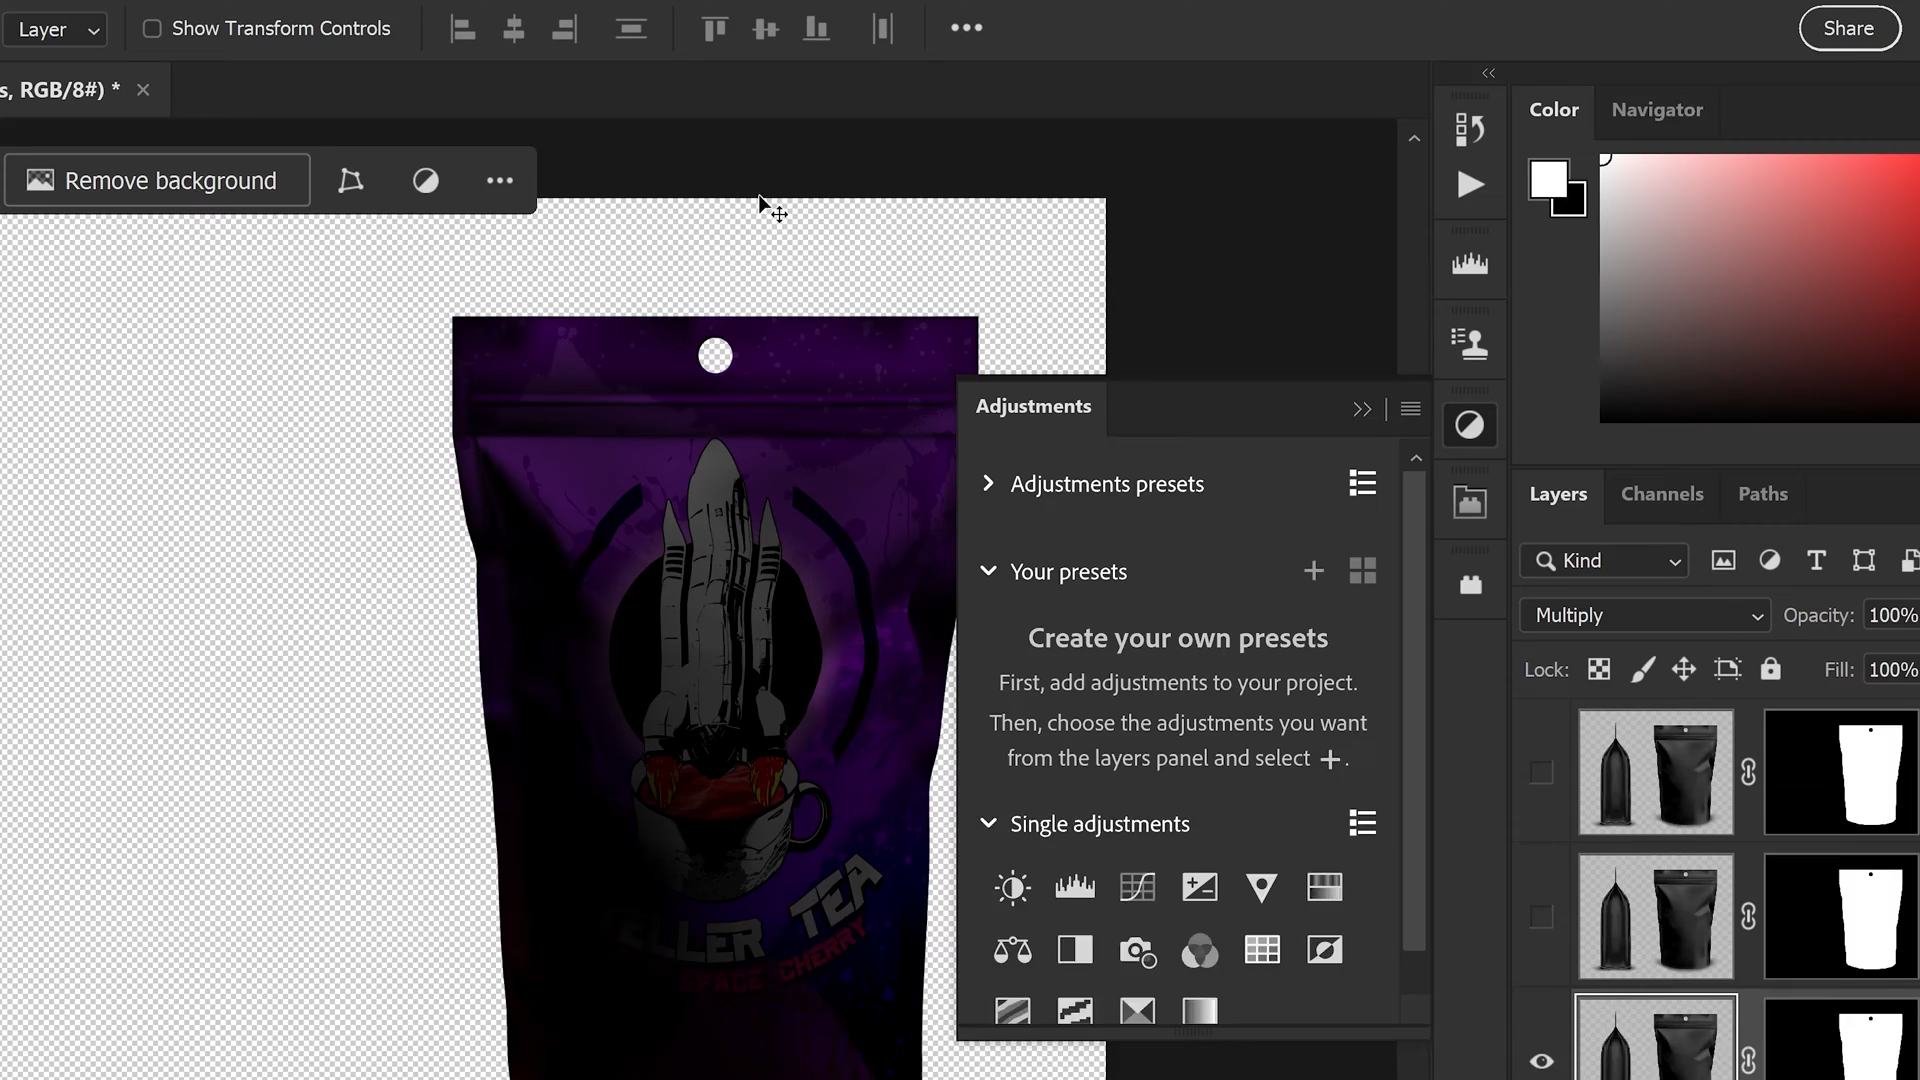 Layer
Show Transform Controls
Share
s, RGB/8#) *
Color
Navigator
Remove background
Adjustments
Adjustments presets
Your presets
Create your own presets
First, add adjustments to your project.
Then, choose the adjustments you want
from the layers panel and select + .
Single adjustments
Layers
Channels
Paths
Kind
Multiply
Opacity: 100%
Lock:
Fill: 100%
TEA
SPACE CHERRY